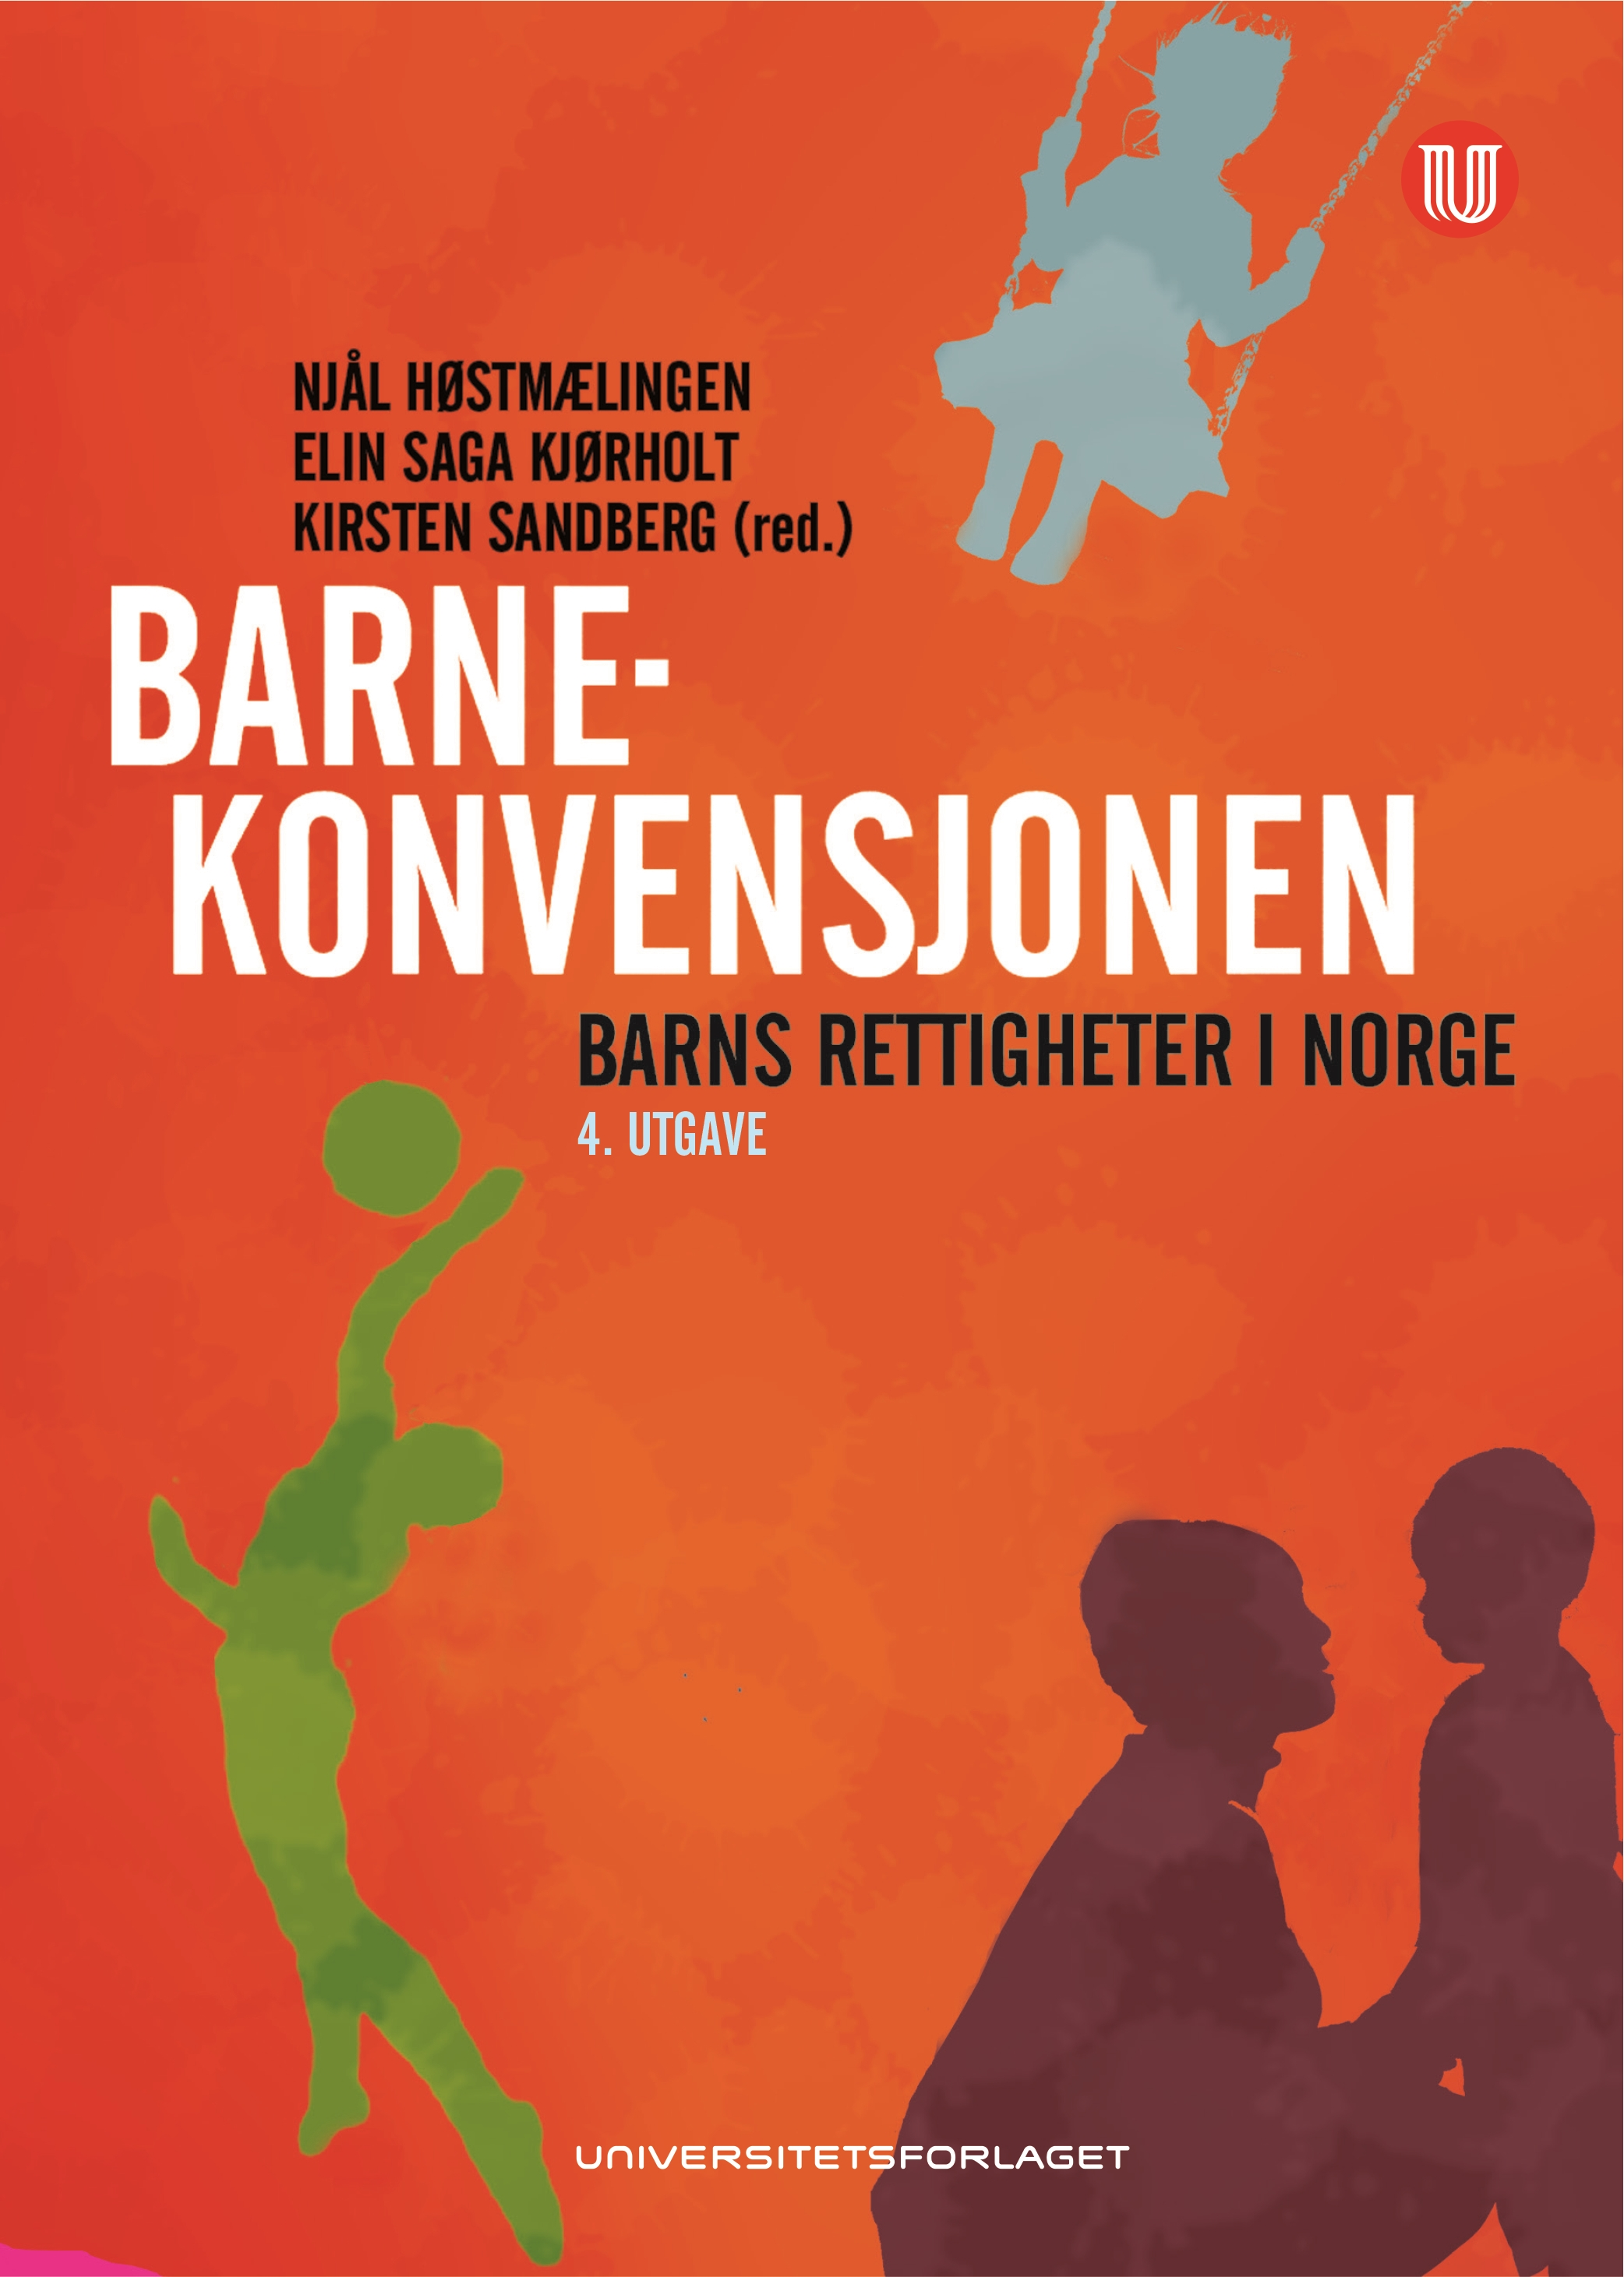 U
NJÅL HØSTMÆLINGEN
ELIN SAGA KJØRHOLT
KIRSTEN SANDBERG (red.)
BARNE-
KONVENSJONEN
BARNS RETTIGHETER I NORGE
4. UTGAVE
UNIVERSITETSFORLAGET